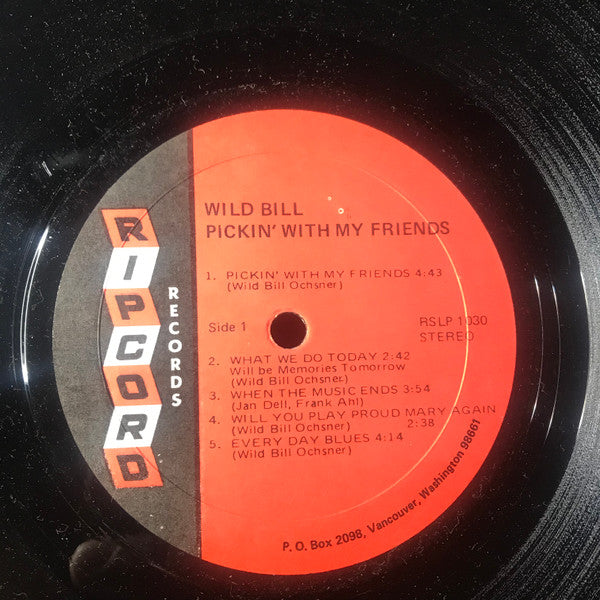 RIPCORD
RECORDS
WILD BILL
PICKIN' WITH MY FRIENDS
1. PICKIN' WITH MY FRIENDS 4:43
(Wild Bill Ochsner)
Side 1
RSLP 1030
STEREO
2. WHAT WE DO TODAY 2:42
Will be Memories Tomorrow
(Wild Bill Ochsner)
3. WHEN THE MUSIC ENDS 3:54
(Jan Dell, Frank Ahl)
4. WILL YOU PLAY PROUD MARY AGAIN
(Wild Bill Ochsner) 2:38
5. EVERY DAY BLUES 4:14
(Wild Bill Ochsner)
P. O. Box 2098, Vancouver, Washington 98661